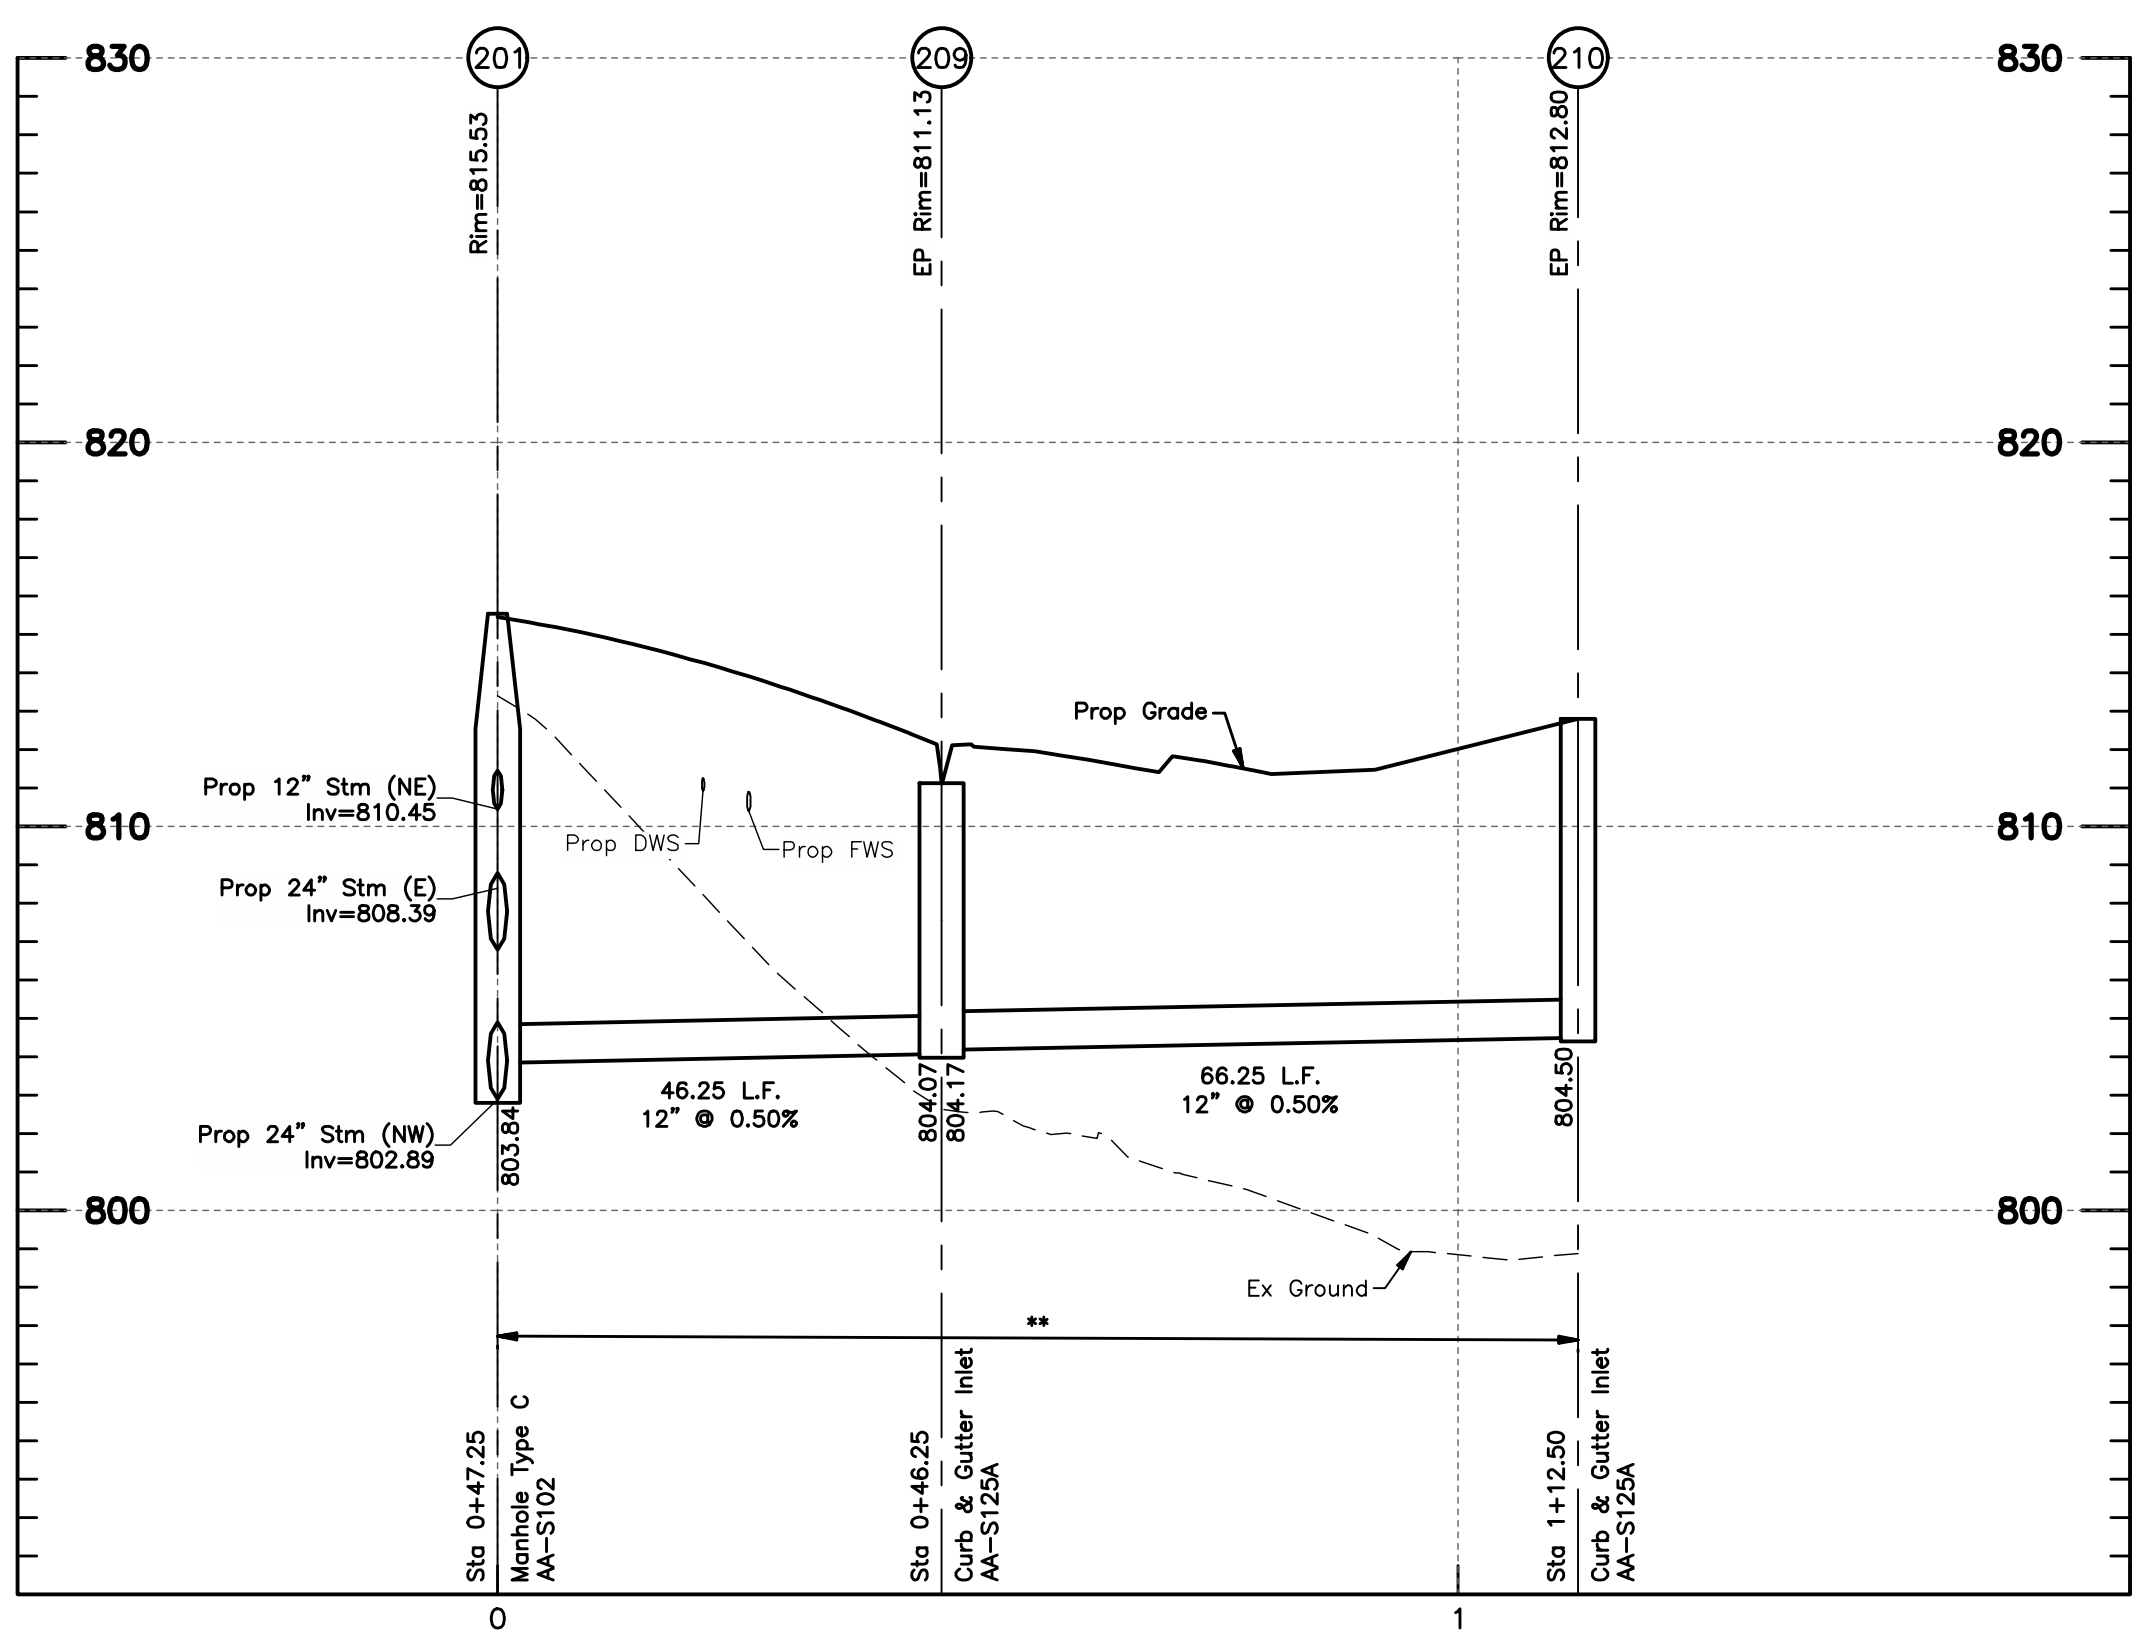 201
209
210
830
830
Rim=815.53
EP Rim=811.13
EP Rim=812.80
820
820
Prop Grade
Prop 12” Stm (NE)
Inv=810.45
810
810
Prop DWS
Prop FWS
Prop 24” Stm (E)
Inv=808.39
46.25 L.F.
12” @ 0.50%
66.25 L.F.
12” @ 0.50%
804.07
804.17
804.50
803.84
Prop 24” Stm (NW)
Inv=802.89
800
800
Ex Ground
**
Sta 0+47.25
Manhole Type C
AA-S102
Sta 0+46.25
Curb & Gutter Inlet
AA-S125A
Sta 1+12.50
Curb & Gutter Inlet
AA-S125A
0
1